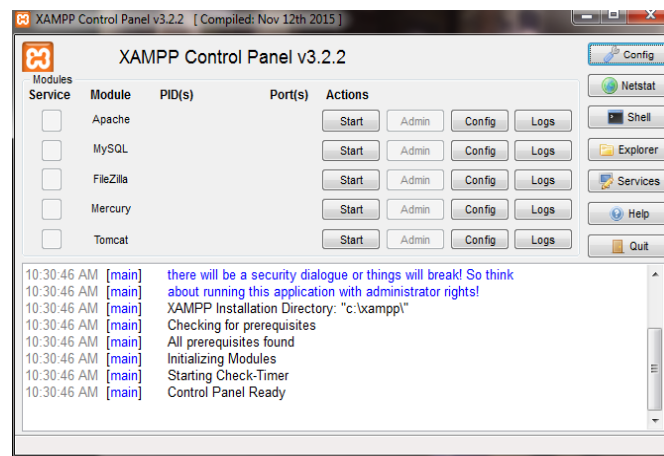 XAMPP Control Panel v3.2.2 [ Compiled: Nov 12th 2015 ]
XAMPP Control Panel v3.2.2
Config
Modules
Service Module PID(s) Port(s) Actions
Netstat
Apache Start Admin Config Logs
Shell
MySQL Start Admin Config Logs
Explorer
FileZilla Start Admin Config Logs
Services
Mercury Start Admin Config Logs
Help
Tomcat Start Admin Config Logs
Quit
10:30:46 AM [main] there will be a security dialogue or things will break! So think
10:30:46 AM [main] about running this application with administrator rights!
10:30:46 AM [main] XAMPP Installation Directory: "c:\xampp\"
10:30:46 AM [main] Checking for prerequisites
10:30:46 AM [main] All prerequisites found
10:30:46 AM [main] Initializing Modules
10:30:46 AM [main] Starting Check-Timer
10:30:46 AM [main] Control Panel Ready